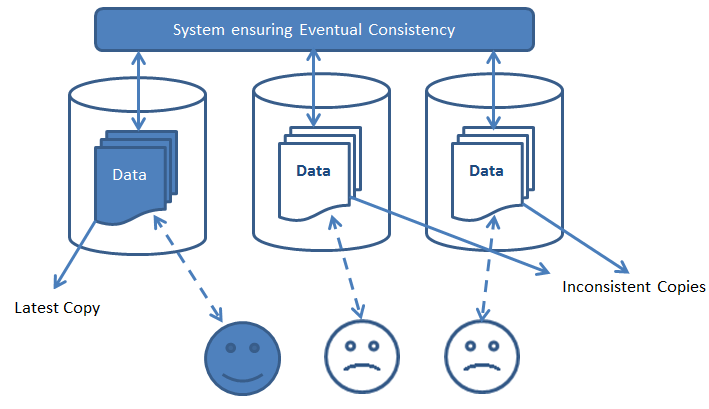 System ensuring Eventual Consistency
Data
Data
Data
Inconsistent Copies
Latest Copy